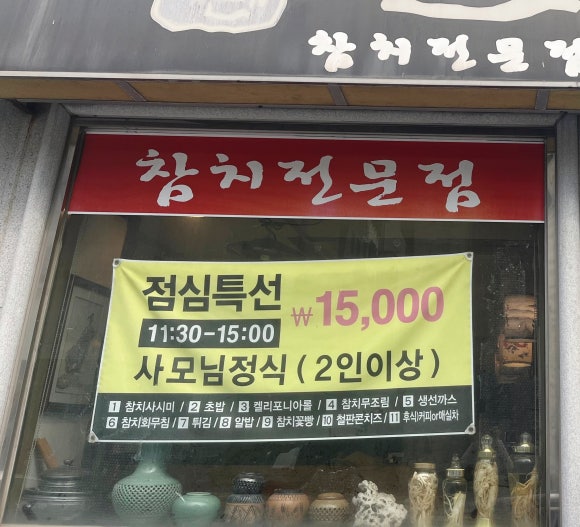 참치전문점
참치전문점
점심특선 ₩15,000
11:30-15:00
사모님정식 ( 2인이상 )
1 참치사시미 / 2 초밥 / 3 켈리포니아롤 / 4 참치무조림 / 5 생선까스
6 참치회무침 / 7 튀김 / 8 알밥 / 9 참치꽃빵 / 10 철판콘치즈 / 11 후식커피or매실차